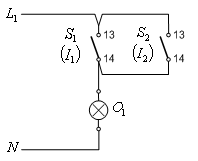 L₁
S₁ 13 S₂ 13
(I₁) 14 (I₂) 14
O₁
N